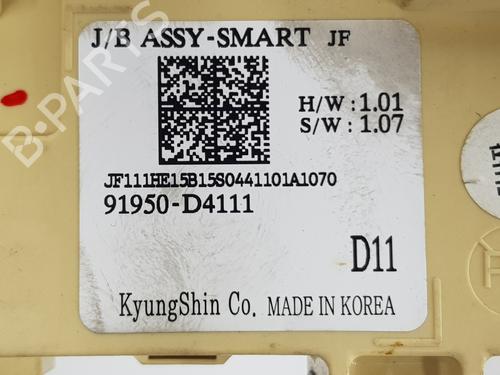 J/B ASSY-SMART JF
H/W : 1.01
S/W : 1.07
JF111HE15B15S0441101A1070
91950-D4111
D11
KyungShin Co. MADE IN KOREA
B-PARTS